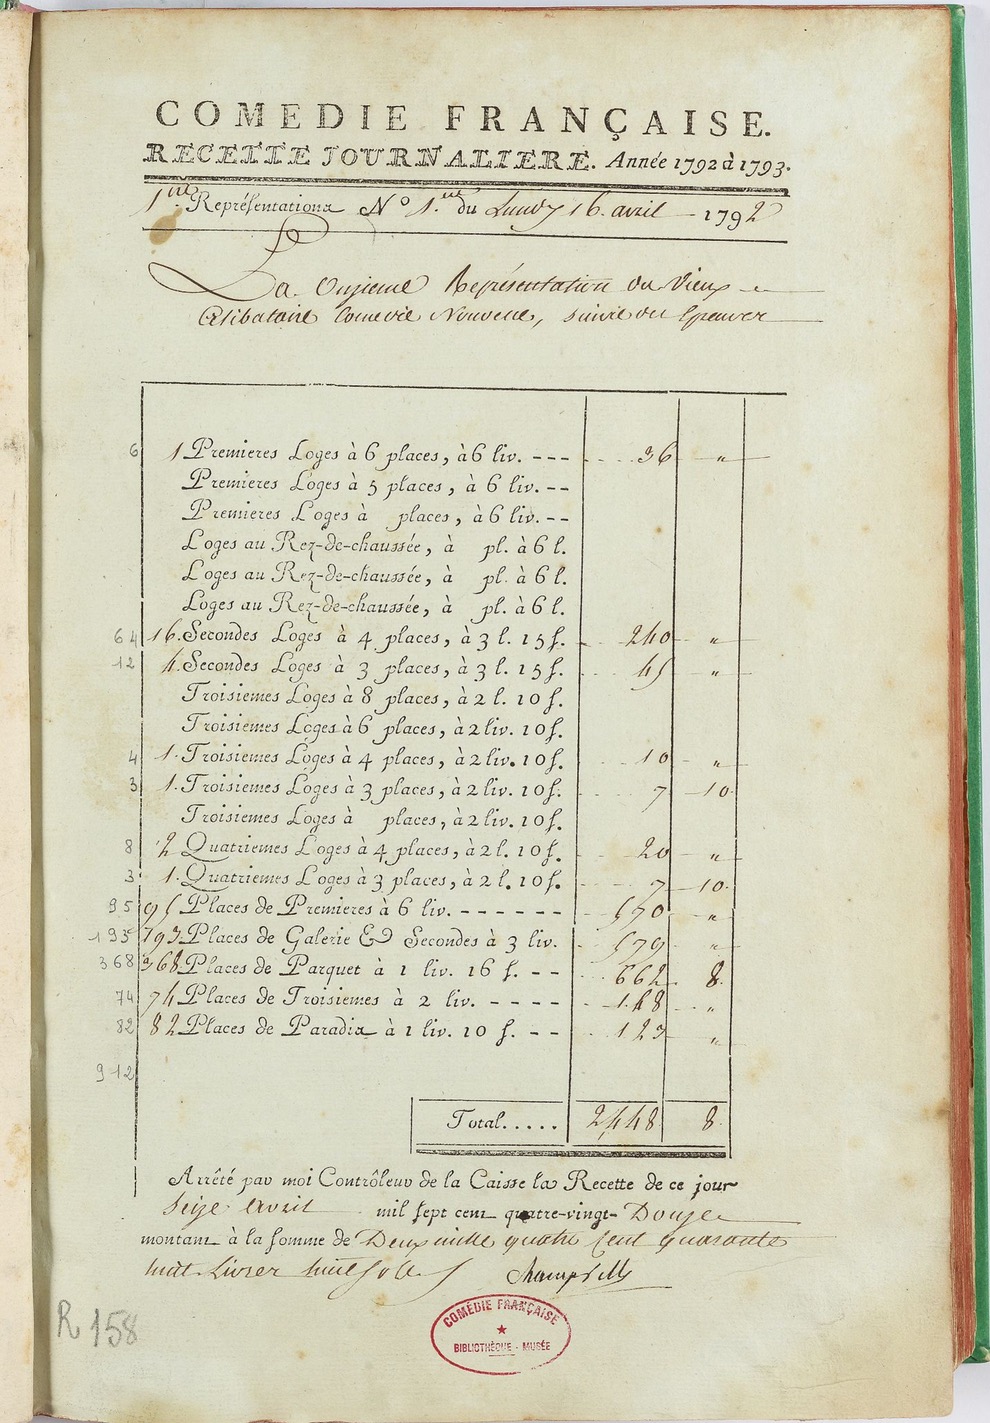 COMEDIE FRANÇAISE.
RECETTE JOURNALIERE. Année 1792 à 1793.
1re Représentations N° 1.re du Lundy 16. avril - 1792
La Onzieme Representation du Vieux
Celibataire Comedie Nouvelle, Suivie du Epreuver
6 1 Premieres Loges à 6 places, à 6 liv. --- 36 "
Premieres Loges à 5 places, à 6 liv. --
Premieres Loges à places, à 6 liv. --
Loges au Rez-de-chaussée, à pl. à 6 l.
Loges au Rez-de-chaussée, à pl. à 6 l.
Loges au Rez-de-chaussée, à pl. à 6 l.
64 16. Secondes Loges à 4 places, à 3 l. 15 ſ. 240 "
12 4. Secondes Loges à 3 places, à 3 l. 15 ſ. 45 "
Troisiemes Loges à 8 places, à 2 l. 10 ſ.
Troisiemes Loges à 6 places, à 2 liv. 10 ſ.
4 1. Troisiemes Loges à 4 places, à 2 liv. 10 ſ. 10 "
3 1. Troisiemes Loges à 3 places, à 2 liv. 10 ſ. 7 10.
Troisiemes Loges à places, à 2 liv. 10 ſ.
8 2 Quatriemes Loges à 4 places, à 2 l. 10 ſ. 20 "
3 1. Quatriemes Loges à 3 places, à 2 l. 10 ſ. 7 10.
95 95 Places de Premieres à 6 liv. ------ 570 "
195 193 Places de Galerie & Secondes à 3 liv. 579 "
368 368 Places de Parquet à 1 liv. 16 ſ. -- 662 8.
74 74 Places de Troisiemes à 2 liv. ---- 148 "
82 82 Places de Paradis à 1 liv. 10 ſ. -- 123 "
912
Total..... 2,448 8.
Arrêté par moi Contrôleur de la Caisse la Recette de ce jour
Seize avril mil ſept cent quatre-vingt- Douze
montant à la ſomme de Deux mille quatre Cent quarante
huit Livres huit Sols
R 158
COMÉDIE FRANÇAISE
BIBLIOTHÈQUE - MUSÉE